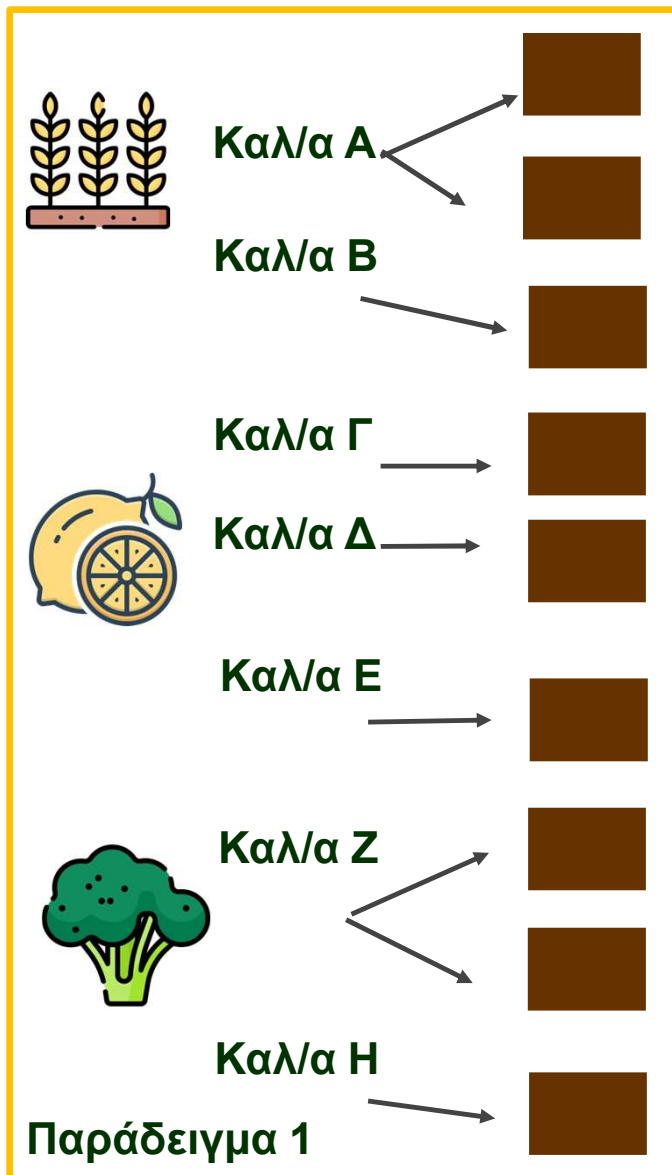 Καλ/α Α
Καλ/α Β
Καλ/α Γ
Καλ/α Δ
Καλ/α Ε
Καλ/α Ζ
Καλ/α Η
Παράδειγμα 1